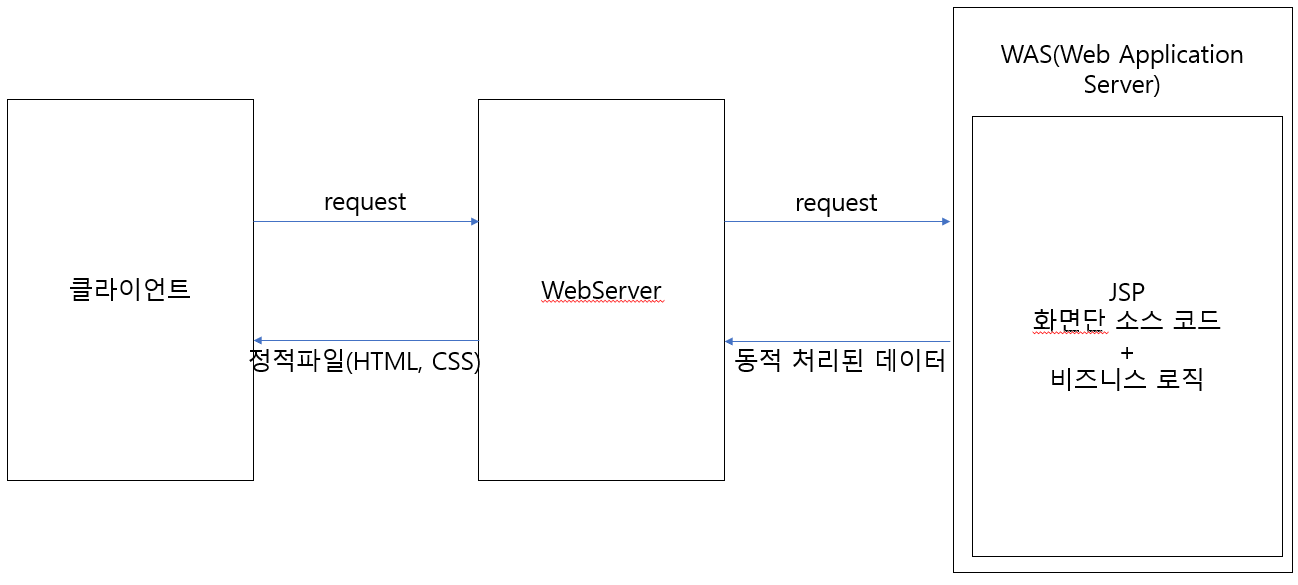 WAS(Web Application
Server)
request
request
클라이언트
WebServer
JSP
화면단 소스 코드
+
비즈니스 로직
정적파일(HTML, CSS)
동적 처리된 데이터